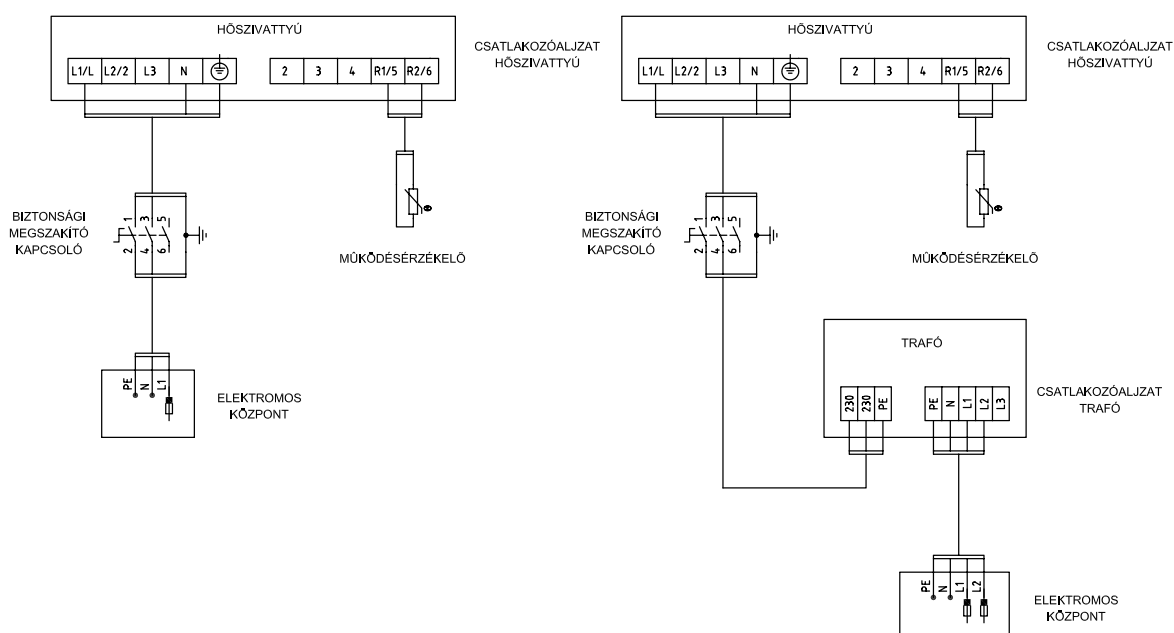 HŐSZIVATTYÚ
CSATLAKOZÓALJZAT
HŐSZIVATTYÚ
L1/L L2/2 L3 N
2 3 4 R1/5 R2/6
BIZTONSÁGI
MEGSZAKÍTÓ
KAPCSOLÓ
1 3 5
2 4 6
MŰKÖDÉSÉRZÉKELŐ
PE N L1
ELEKTROMOS
KÖZPONT
HŐSZIVATTYÚ
CSATLAKOZÓALJZAT
HŐSZIVATTYÚ
L1/L L2/2 L3 N
2 3 4 R1/5 R2/6
BIZTONSÁGI
MEGSZAKÍTÓ
KAPCSOLÓ
1 3 5
2 4 6
MŰKÖDÉSÉRZÉKELŐ
TRAFÓ
230 230 PE
PE N L1 L2 L3
CSATLAKOZÓALJZAT
TRAFÓ
PE N L1 L2
ELEKTROMOS
KÖZPONT